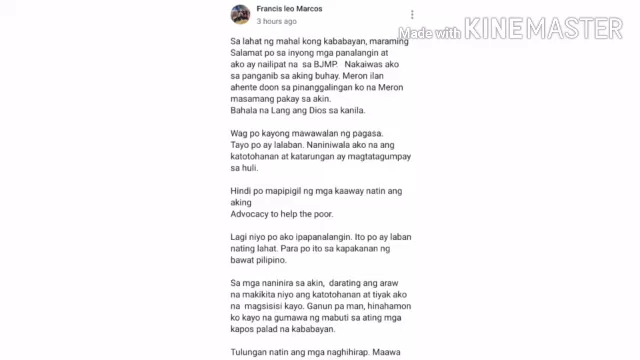 Francis leo Marcos
3 hours ago
Made with KINEMASTER
Sa lahat ng mahal kong kababayan, maraming
Salamat po sa inyong mga panalangin at
ako ay nailipat na sa BJMP. Nakaiwas ako
sa panganib sa aking buhay. Meron ilan
ahente doon sa pinanggalingan ko na Meron
masamang pakay sa akin.
Bahala na Lang ang Dios sa kanila.
Wag po kayong mawawalan ng pagasa.
Tayo po ay lalaban. Naniniwala ako na ang
katotohanan at katarungan ay magtatagumpay
sa huli.
Hindi po mapipigil ng mga kaaway natin ang
aking
Advocacy to help the poor.
Lagi niyo po ako ipapanalangin. Ito po ay laban
nating lahat. Para po ito sa kapakanan ng
bawat pilipino.
Sa mga naninira sa akin, darating ang araw
na makikita niyo ang katotohanan at tiyak ako
na magsisisi kayo. Ganun pa man, hinahamon
ko kayo na gumawa ng mabuti sa ating mga
kapos palad na kababayan.
Tulungan natin ang mga naghihirap. Maawa